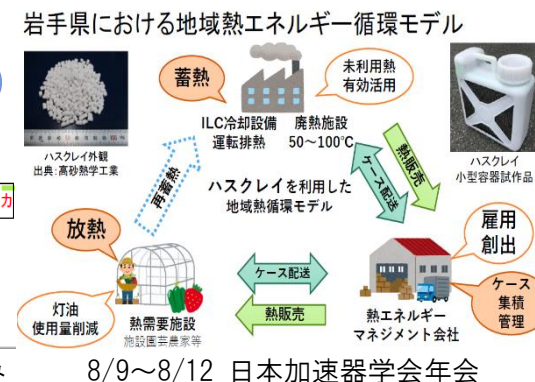 岩手県における地域熱エネルギー循環モデル
蓄熱
未利用熱
有効活用
ILC冷却設備
運転排熱
廃熱施設
50～100℃
ハスクレイ外観
出典:高砂熱学工業
ハスクレイ
小型容器試作品
再蓄熱
ハスクレイを利用した
地域熱循環モデル
ケース配送
熱販売
カ
放熱
雇用
創出
灯油
使用量削減
熱需要施設
施設園芸農家等
ケース配送
熱販売
熱エネルギー
マネジメント会社
ケース
集積
管理
8/9～8/12 日本加速器学会年会